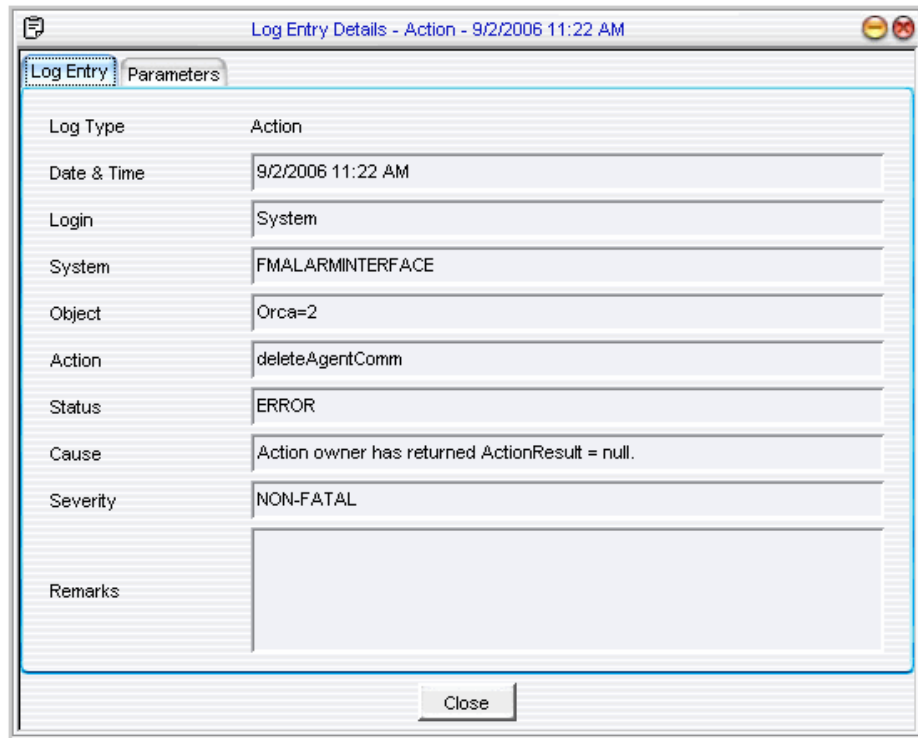 Log Entry Details - Action - 9/2/2006 11:22 AM
Log Entry Parameters
Log Type Action
Date & Time 9/2/2006 11:22 AM
Login System
System FMALARMINTERFACE
Object Orca=2
Action deleteAgentComm
Status ERROR
Cause Action owner has returned ActionResult = null.
Severity NON-FATAL
Remarks
Close